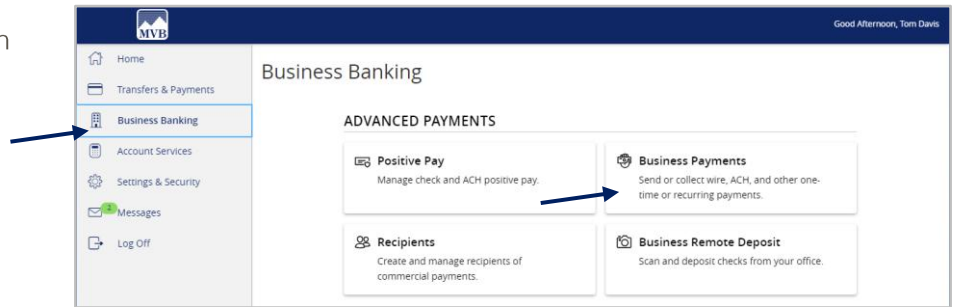 n
MVB
Good Afternoon, Tom Davis
Home
Transfers & Payments
Business Banking
Account Services
Settings & Security
2
Messages
Log Off
Business Banking
ADVANCED PAYMENTS
Positive Pay
Manage check and ACH positive pay.
Business Payments
Send or collect wire, ACH, and other one-
time or recurring payments.
Recipients
Create and manage recipients of
commercial payments.
Business Remote Deposit
Scan and deposit checks from your office.